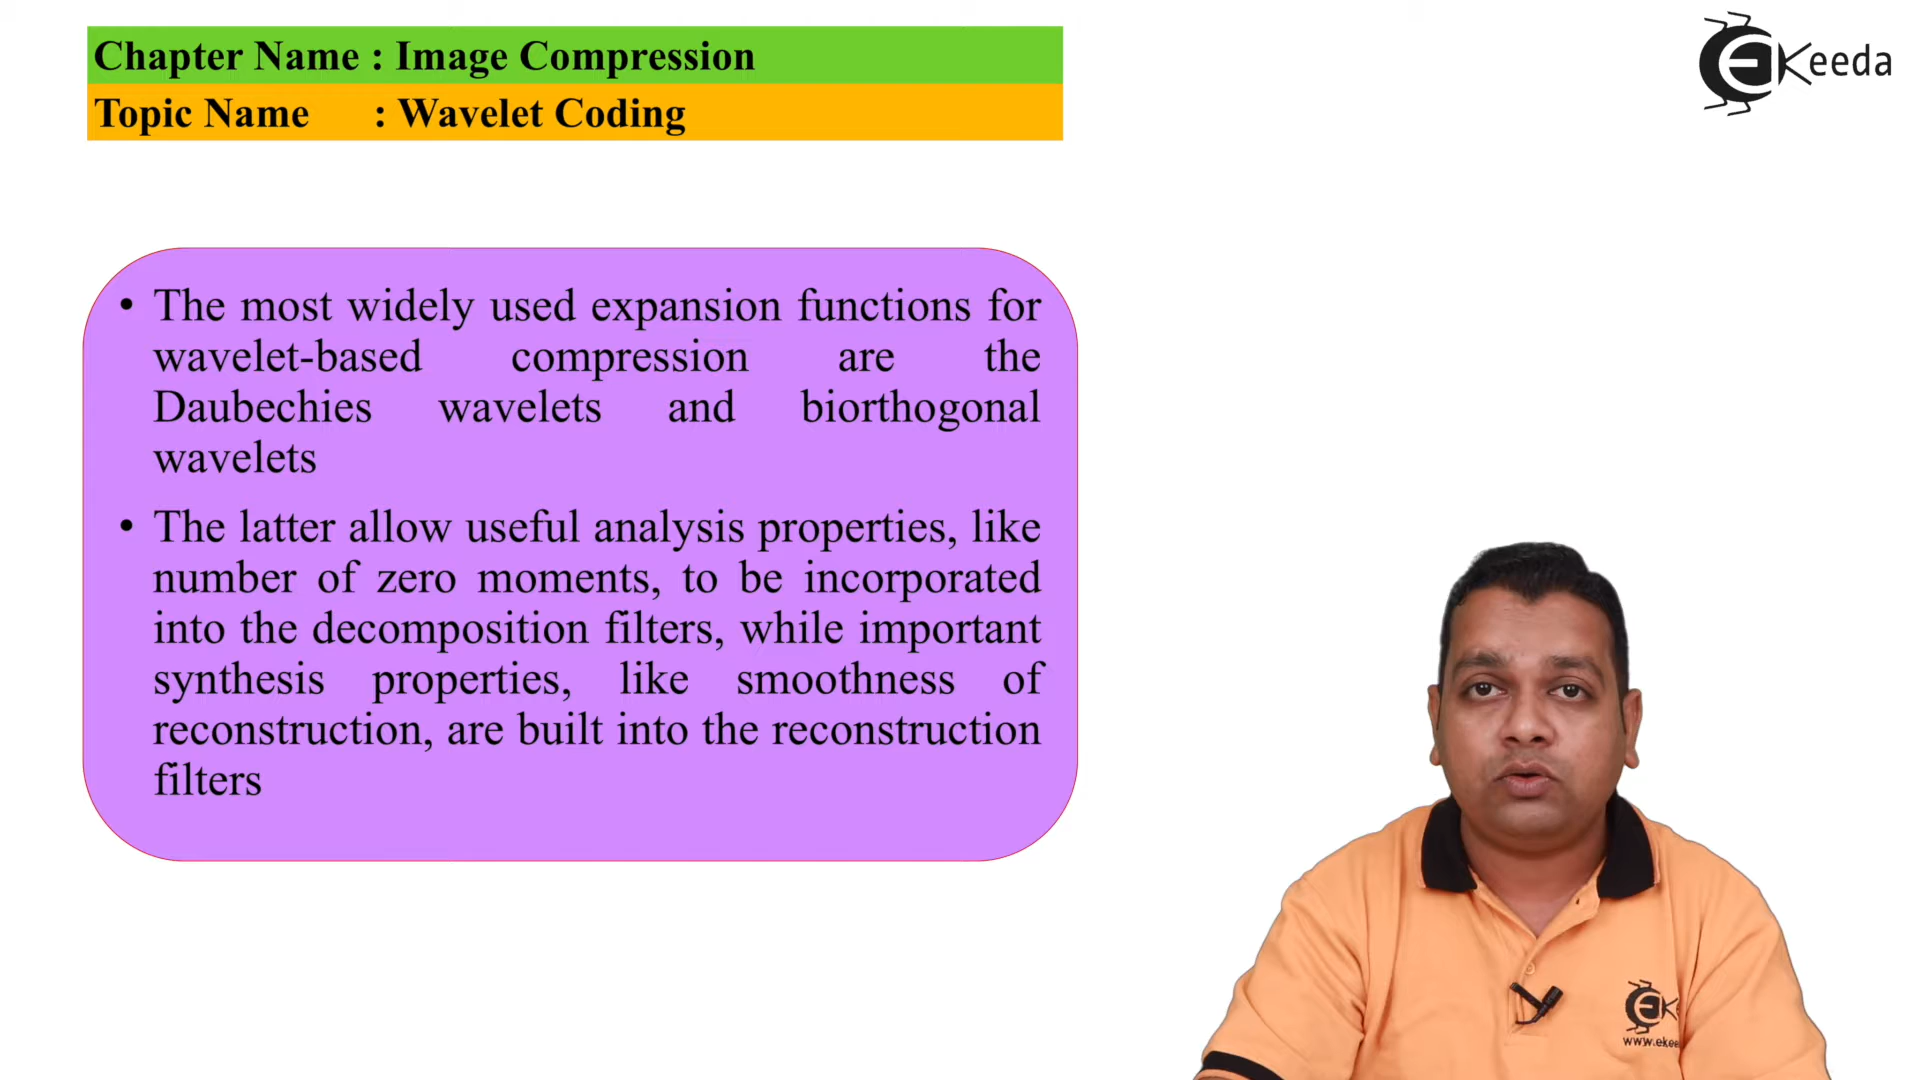 Chapter Name : Image Compression
Topic Name : Wavelet Coding
EKeeda
• The most widely used expansion functions for
wavelet-based compression are the
Daubechies wavelets and biorthogonal
wavelets
• The latter allow useful analysis properties, like
number of zero moments, to be incorporated
into the decomposition filters, while important
synthesis properties, like smoothness of
reconstruction, are built into the reconstruction
filters